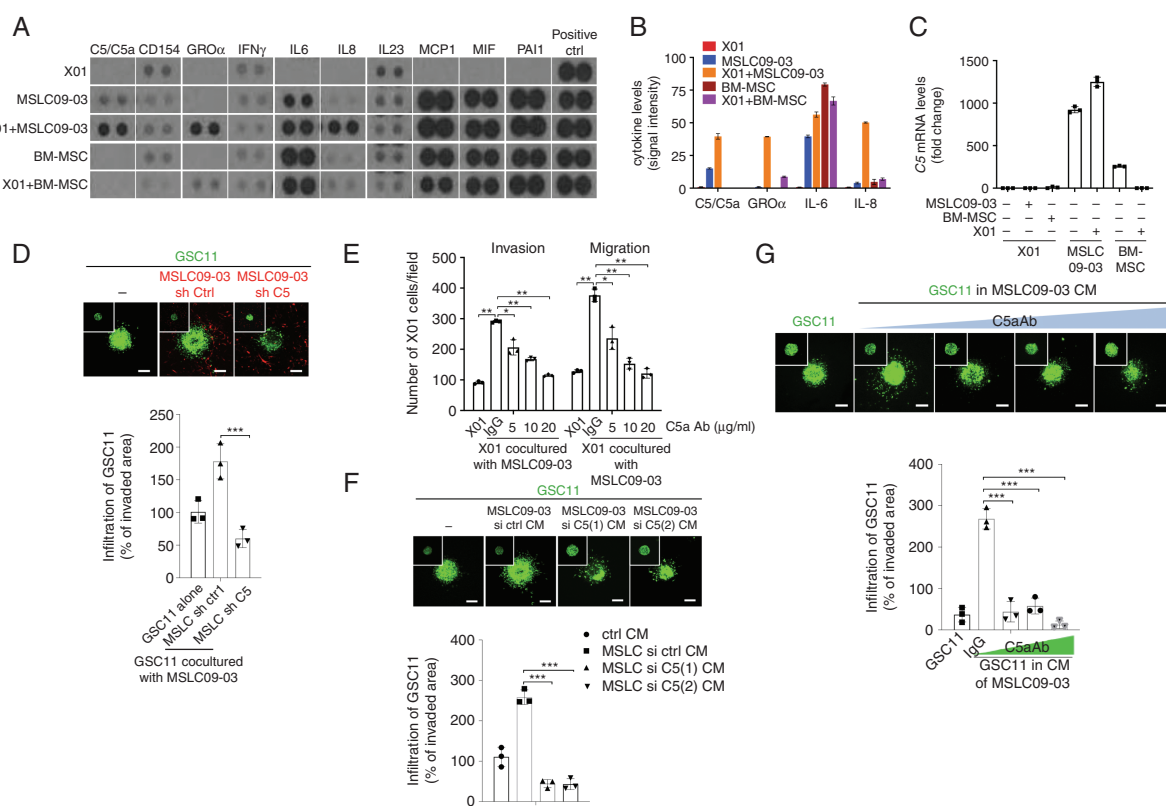 A
C5/C5a CD154 GROα IFNγ IL6 IL8 IL23 MCP1 MIF PAI1 Positive ctrl
X01
MSLC09-03
01+MSLC09-03
BM-MSC
X01+BM-MSC
B
X01
MSLC09-03
X01+MSLC09-03
BM-MSC
X01+BM-MSC
cytokine levels
(signal intensity)
100
75
50
25
0
C5/C5a GROα IL-6 IL-8
C
C5 mRNA levels
(fold change)
1500
1000
500
0
MSLC09-03 – + – – – – –
BM-MSC – – + – – – –
X01 – + – +
X01 MSLC 09-03 BM-MSC
D
GSC11
– MSLC09-03 MSLC09-03
sh Ctrl sh C5
Infiltration of GSC11
(% of invaded area)
250
200
150
100
50
0
***
GSC11 alone
MSLC sh ctr1
MSLC sh C5
GSC11 cocultured
with MSLC09-03
E
Invasion Migration
Number of X01 cells/field
500
400
300
200
100
0
** ** ** * ** ** ** *
X01 IgG 5 10 20 X01 IgG 5 10 20 C5a Ab (μg/ml)
X01 cocultured
with MSLC09-03
X01 cocultured
with
MSLC09-03
F
GSC11
– MSLC09-03 MSLC09-03 MSLC09-03
si ctrl CM si C5(1) CM si C5(2) CM
Infiltration of GSC11
(% of invaded area)
400
300
200
100
0
***
***
ctrl CM
MSLC si ctrl CM
MSLC si C5(1) CM
MSLC si C5(2) CM
G
GSC11 in MSLC09-03 CM
GSC11 C5aAb
Infiltration of GSC11
(% of invaded area)
400
300
200
100
0
***
***
***
GSC11 IgG C5aAb
GSC11 in CM
of MSLC09-03